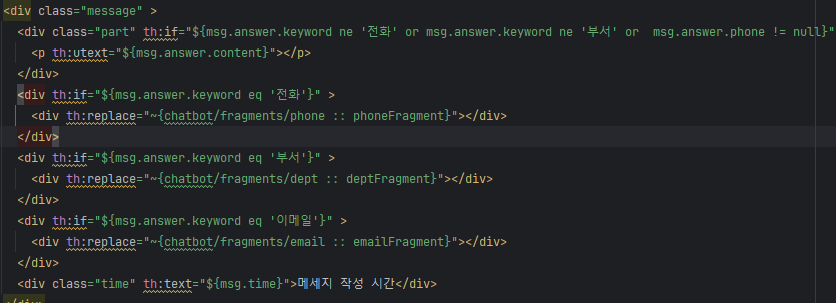 <div class="message" >
<div class="part" th:if="${msg.answer.keyword ne '전화' or msg.answer.keyword ne '부서' or  msg.answer.phone != null}"
<p th:utext="${msg.answer.content}"></p>
</div>
<div th:if="${msg.answer.keyword eq '전화'}" >
<div th:replace="~{chatbot/fragments/phone :: phoneFragment}"></div>
</div>
<div th:if="${msg.answer.keyword eq '부서'}" >
<div th:replace="~{chatbot/fragments/dept :: deptFragment}"></div>
</div>
<div th:if="${msg.answer.keyword eq '이메일'}" >
<div th:replace="~{chatbot/fragments/email :: emailFragment}"></div>
</div>
<div class="time" th:text="${msg.time}">메세지 작성 시간</div>
</div>